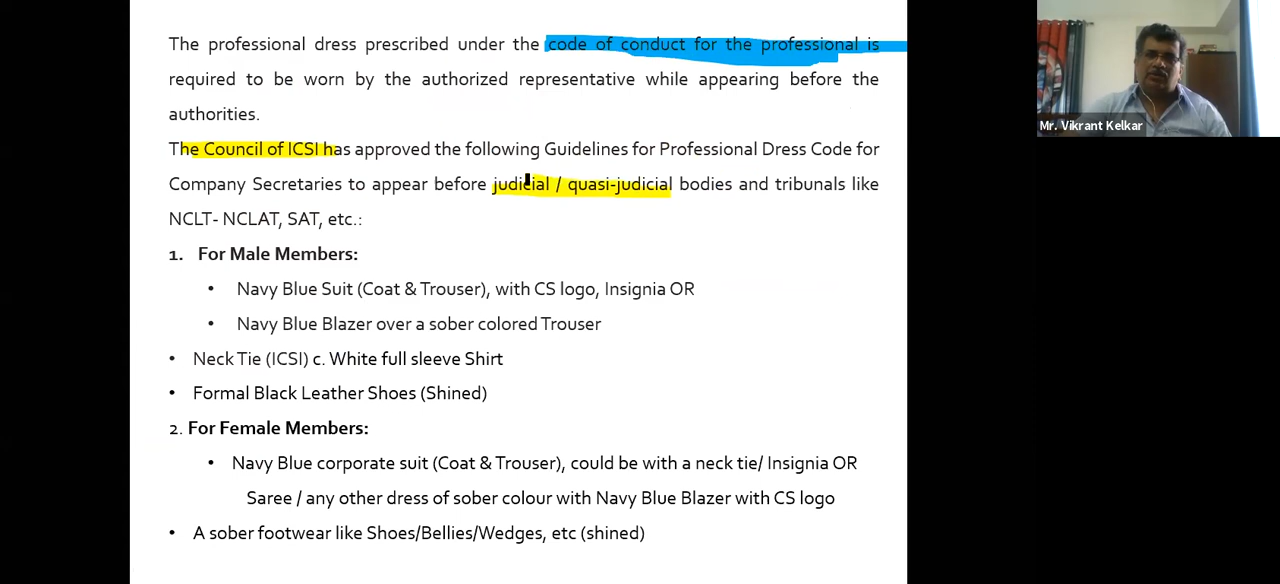 The professional dress prescribed under the code of conduct for the professional is
required to be worn by the authorized representative while appearing before the
authorities.
The Council of ICSI has approved the following Guidelines for Professional Dress Code for
Company Secretaries to appear before judicial / quasi-judicial bodies and tribunals like
NCLT- NCLAT, SAT, etc.:
1. For Male Members:
• Navy Blue Suit (Coat & Trouser), with CS logo, Insignia OR
• Navy Blue Blazer over a sober colored Trouser
• Neck Tie (ICSI) c. White full sleeve Shirt
• Formal Black Leather Shoes (Shined)
2. For Female Members:
• Navy Blue corporate suit (Coat & Trouser), could be with a neck tie/ Insignia OR
Saree / any other dress of sober colour with Navy Blue Blazer with CS logo
• A sober footwear like Shoes/Bellies/Wedges, etc (shined)
Mr. Vikrant Kelkar